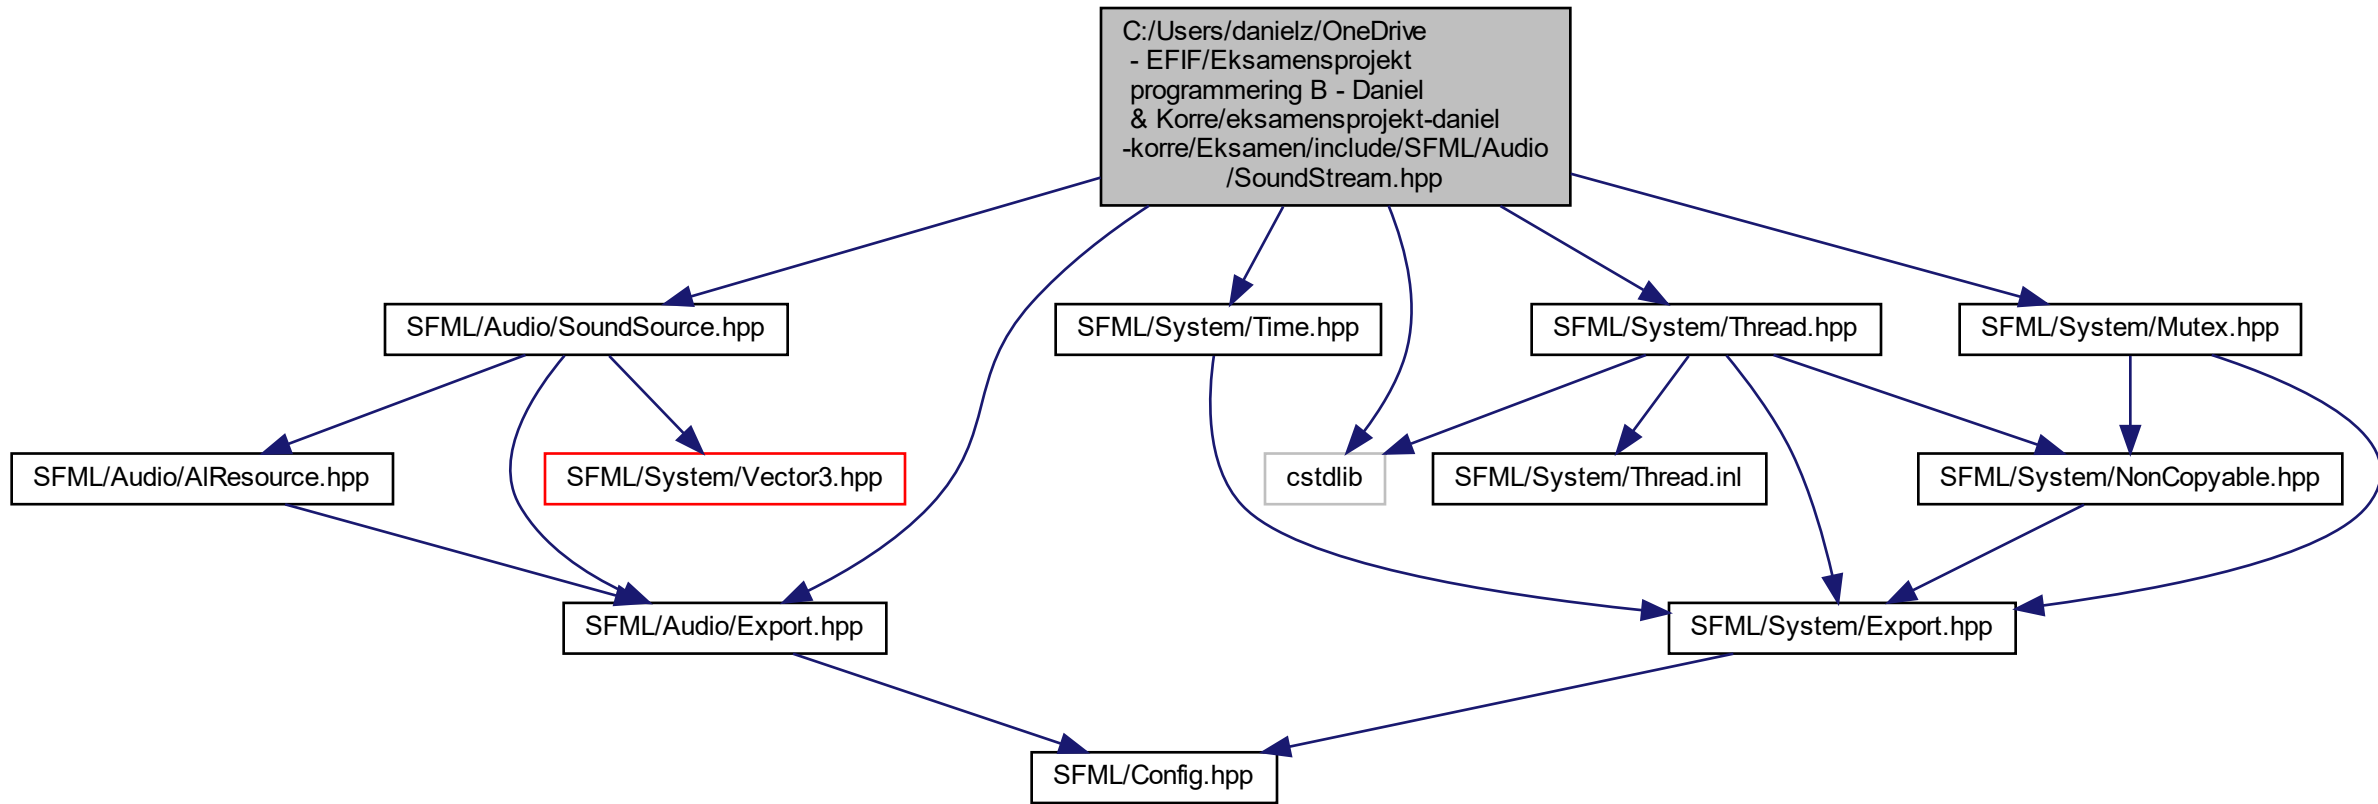 C:/Users/danielz/OneDrive
- EFIF/Eksamensprojekt
programmering B - Daniel
& Korre/eksamensprojekt-daniel
-korre/Eksamen/include/SFML/Audio
/SoundStream.hpp
SFML/Audio/SoundSource.hpp
SFML/System/Time.hpp
SFML/System/Thread.hpp
SFML/System/Mutex.hpp
SFML/Audio/AlResource.hpp
SFML/System/Vector3.hpp
cstdlib
SFML/System/Thread.inl
SFML/System/NonCopyable.hpp
SFML/Audio/Export.hpp
SFML/System/Export.hpp
SFML/Config.hpp